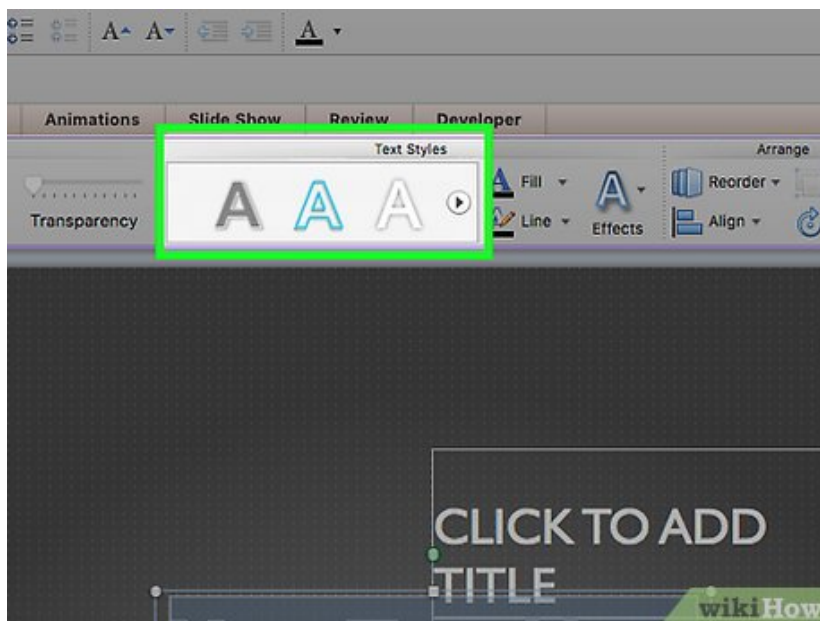 A A A
Animations Slide Show Review Developer
Text Styles Arrange
Transparency A A A Fill A Reorder
Line Effects Align
CLICK TO ADD
TITLE
wikiHow